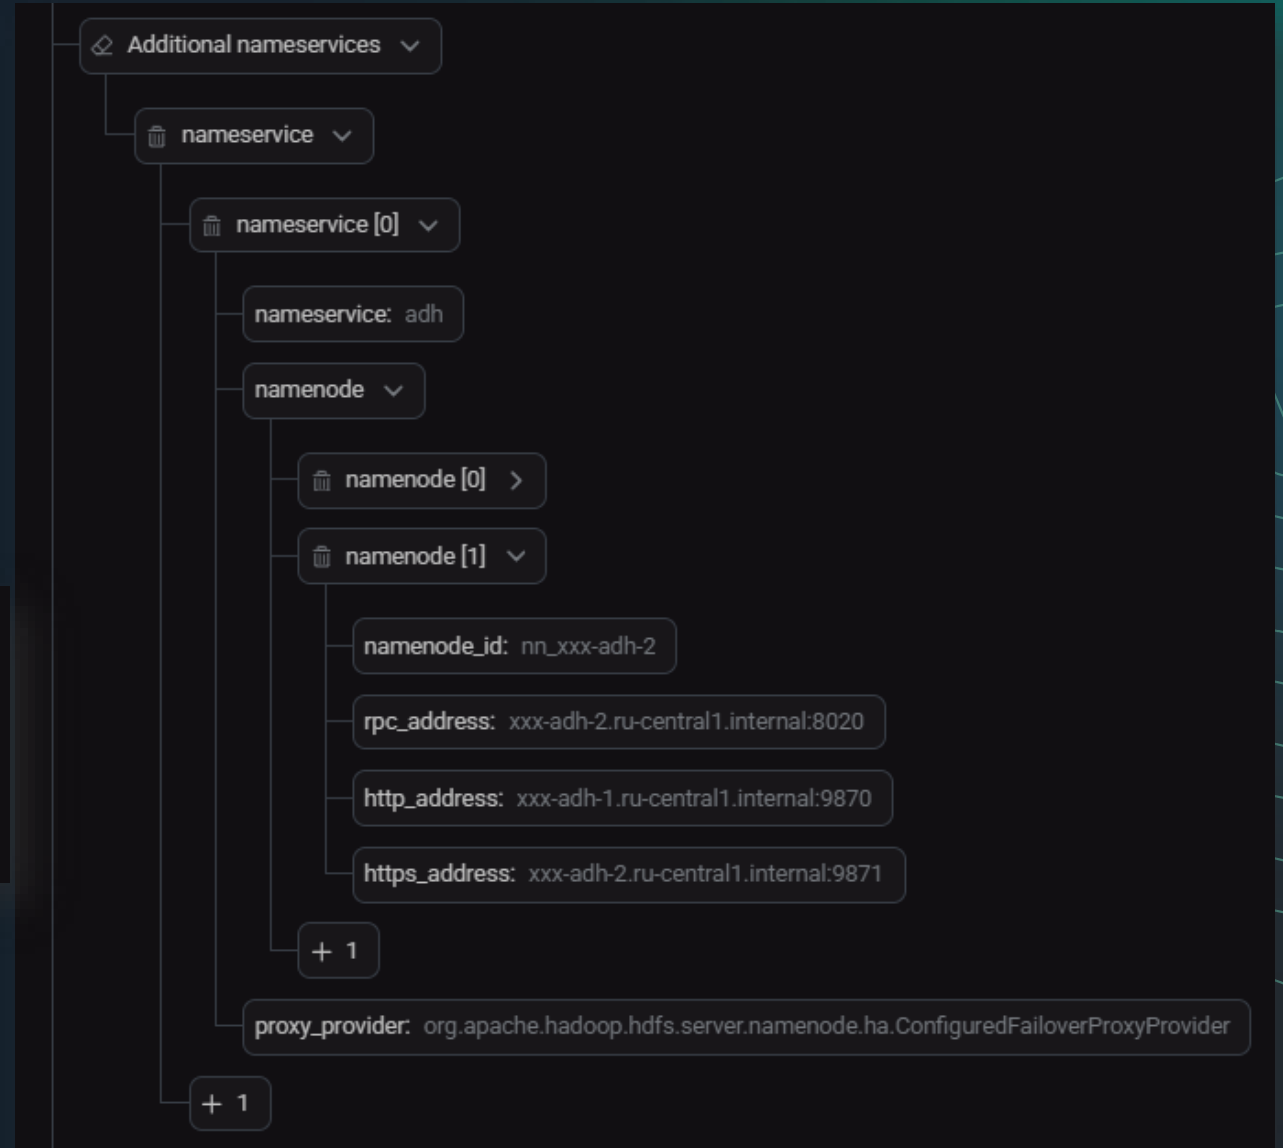 Additional nameservices
nameservice
nameservice [0]
nameservice: adh
namenode
namenode [0]
namenode [1]
namenode_id: nn_xxx-adh-2
rpc_address: xxx-adh-2.ru-central1.internal:8020
http_address: xxx-adh-1.ru-central1.internal:9870
https_address: xxx-adh-2.ru-central1.internal:9871
+ 1
proxy_provider: org.apache.hadoop.hdfs.server.namenode.ha.ConfiguredFailoverProxyProvider
+ 1